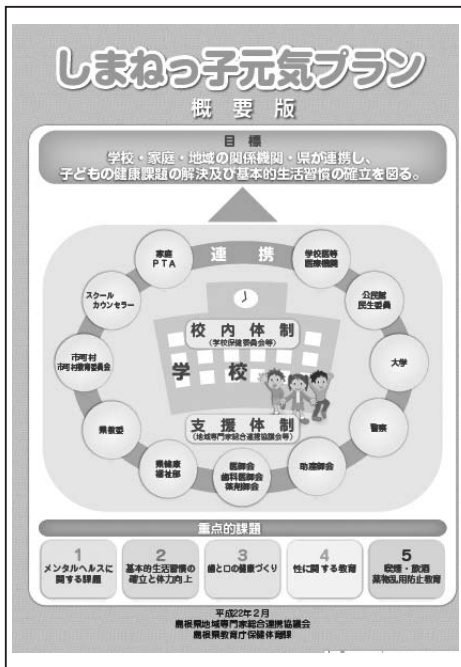 しまねっ子元気プラン
概要版
目標
学校・家庭・地域の関係機関・県が連携し、
子どもの健康課題の解決及び基本的生活習慣の確立を図る。
連携
家庭
PTA
学校医等
医療機関
スクール
カウンセラー
公民館
民生委員
市町村
市町村教育委員会
大学
県教委
警察
県健康
福祉部
医師会
歯科医師会
薬剤師会
助産師会
校内体制
(学校保健委員会等)
学校
支援体制
(地域専門家総合連携協議会等)
重点的課題
1
メンタルヘルスに
関する課題
2
基本的生活習慣の
確立と体力向上
3
歯と口の健康づくり
4
性に関する教育
5
喫煙・飲酒
薬物乱用防止教育
平成22年2月
島根県地域専門家総合連携協議会
島根県教育庁保健体育課